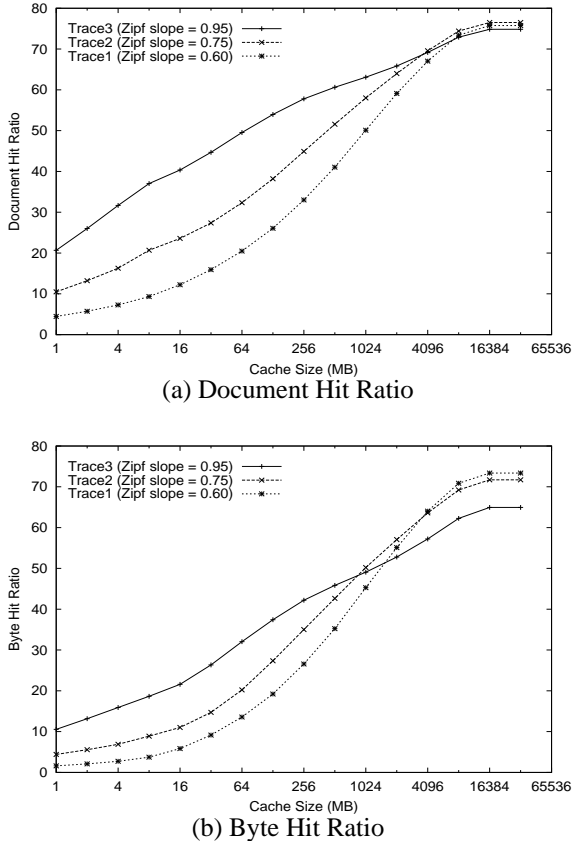 80
70
60
50
40
30
20
10
0
Document Hit Ratio
Trace3 (Zipf slope = 0.95)
Trace2 (Zipf slope = 0.75)
Trace1 (Zipf slope = 0.60)
1 4 16 64 256 1024 4096 16384 65536
Cache Size (MB)
(a) Document Hit Ratio
80
70
60
50
40
30
20
10
0
Byte Hit Ratio
Trace3 (Zipf slope = 0.95)
Trace2 (Zipf slope = 0.75)
Trace1 (Zipf slope = 0.60)
1 4 16 64 256 1024 4096 16384 65536
Cache Size (MB)
(b) Byte Hit Ratio